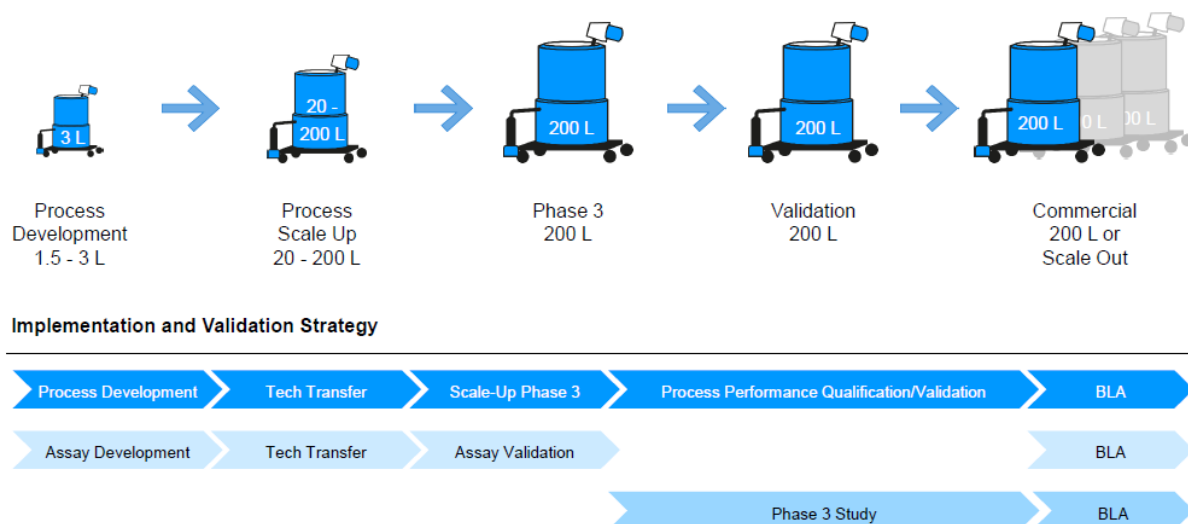 3 L
20 -
200 L
200 L
200 L
200 L
0 L
00 L
Process
Development
1.5 - 3 L
Process
Scale Up
20 - 200 L
Phase 3
200 L
Validation
200 L
Commercial
200 L or
Scale Out
Implementation and Validation Strategy
Process Development
Tech Transfer
Scale-Up Phase 3
Process Performance Qualification/Validation
BLA
Assay Development
Tech Transfer
Assay Validation
BLA
Phase 3 Study
BLA